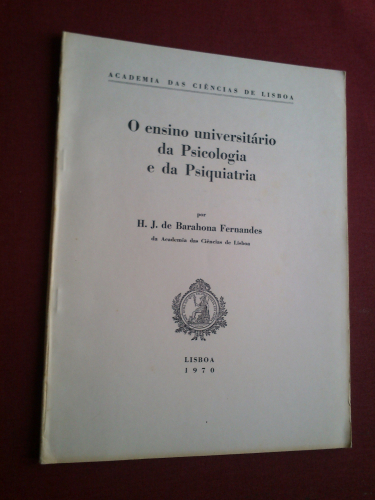 ACADEMIA DAS CIÊNCIAS DE LISBOA
O ensino universitário
da Psicologia
e da Psiquiatria
por
H. J. de Barahona Fernandes
da Academia das Ciências de Lisboa
LISBOA
1970